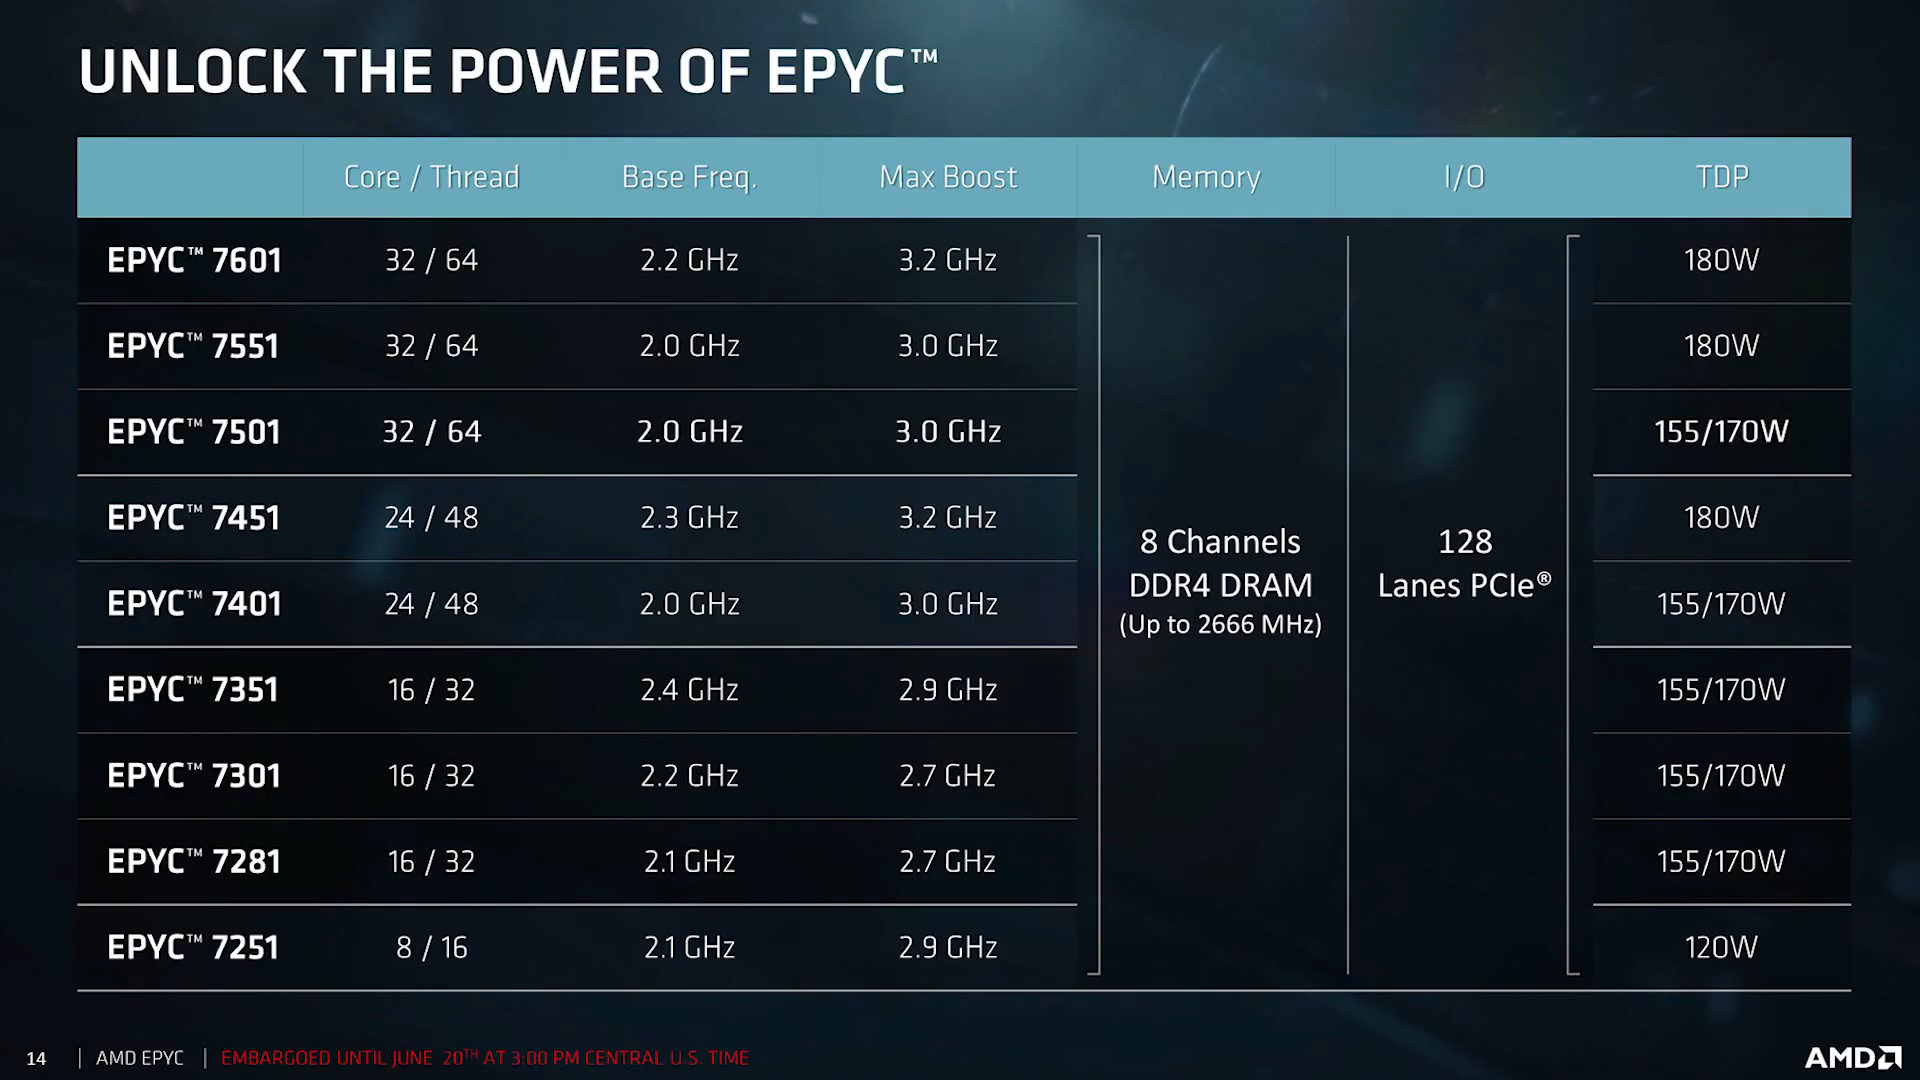 UNLOCK THE POWER OF EPYC™
Core / Thread Base Freq. Max Boost Memory I/O TDP
EPYC™ 7601 32 / 64 2.2 GHz 3.2 GHz 180W
EPYC™ 7551 32 / 64 2.0 GHz 3.0 GHz 180W
EPYC™ 7501 32 / 64 2.0 GHz 3.0 GHz 155/170W
EPYC™ 7451 24 / 48 2.3 GHz 3.2 GHz 180W
EPYC™ 7401 24 / 48 2.0 GHz 3.0 GHz 155/170W
EPYC™ 7351 16 / 32 2.4 GHz 2.9 GHz 155/170W
EPYC™ 7301 16 / 32 2.2 GHz 2.7 GHz 155/170W
EPYC™ 7281 16 / 32 2.1 GHz 2.7 GHz 155/170W
EPYC™ 7251 8 / 16 2.1 GHz 2.9 GHz 120W
8 Channels
DDR4 DRAM
(Up to 2666 MHz)
128
Lanes PCIe®
14 | AMD EPYC | EMBARGOED UNTIL JUNE 20TH AT 3:00 PM CENTRAL U.S. TIME
AMD